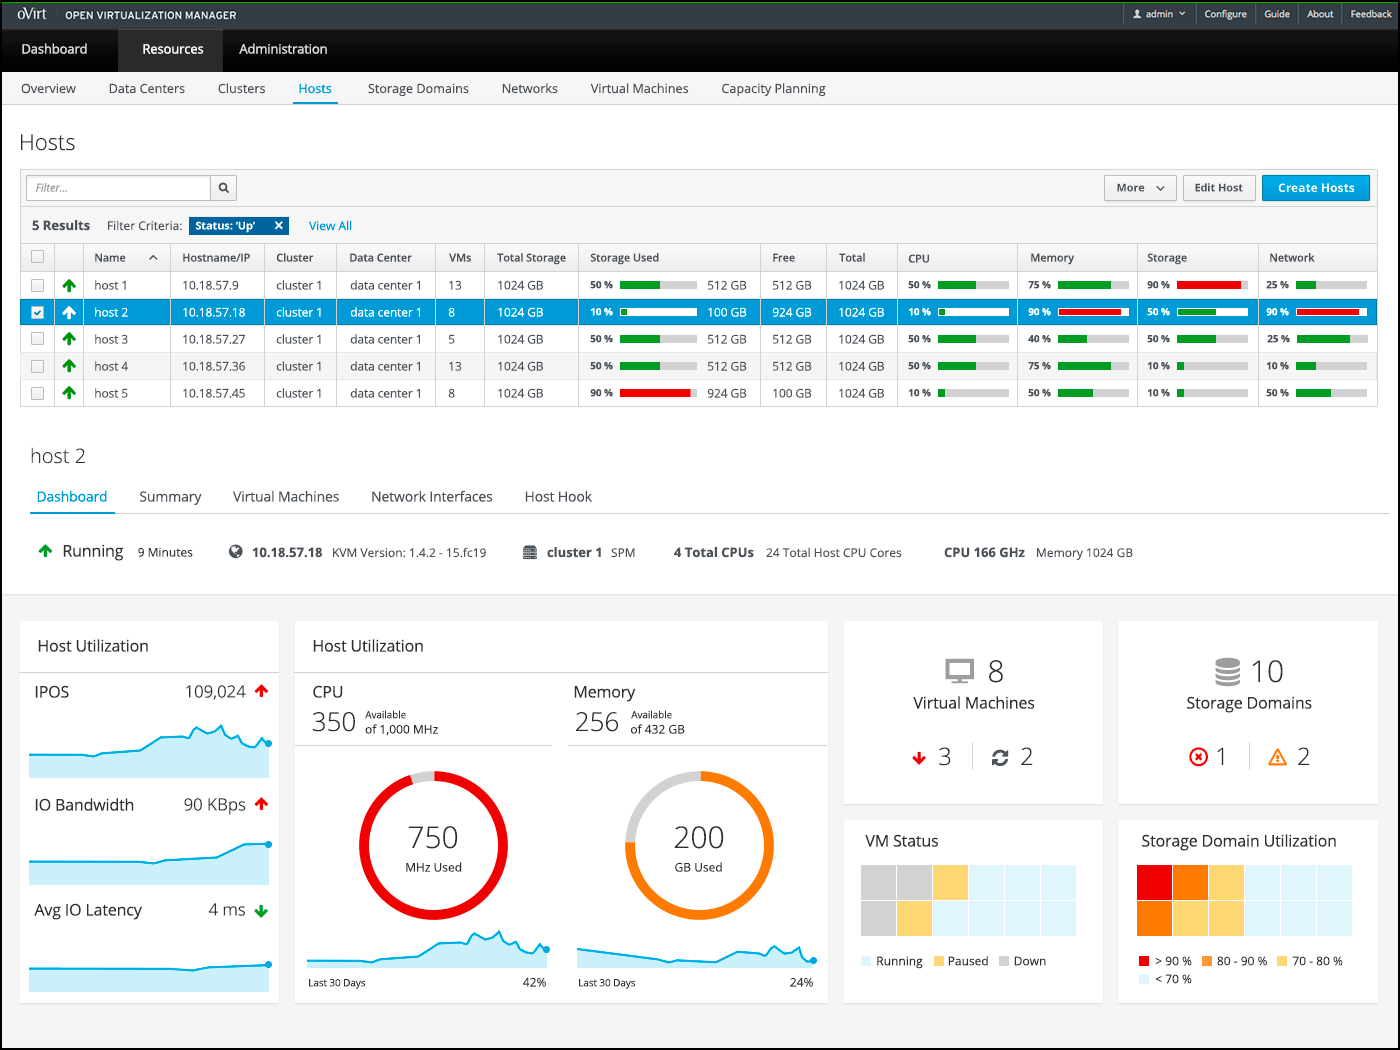 oVirt OPEN VIRTUALIZATION MANAGER admin Configure Guide About Feedback
Dashboard Resources Administration
Overview Data Centers Clusters Hosts Storage Domains Networks Virtual Machines Capacity Planning
Hosts
Filter... More Edit Host Create Hosts
5 Results Filter Criteria: Status: 'Up' × View All
Name Hostname/IP Cluster Data Center VMs Total Storage Storage Used Free Total CPU Memory Storage Network
host 1 10.18.57.9 cluster 1 data center 1 13 1024 GB 50 % 512 GB 512 GB 1024 GB 50 % 75 % 90 % 25 %
host 2 10.18.57.18 cluster 1 data center 1 8 1024 GB 10 % 100 GB 924 GB 1024 GB 10 % 90 % 50 % 90 %
host 3 10.18.57.27 cluster 1 data center 1 5 1024 GB 50 % 512 GB 512 GB 1024 GB 50 % 40 % 50 % 25 %
host 4 10.18.57.36 cluster 1 data center 1 13 1024 GB 50 % 512 GB 512 GB 1024 GB 50 % 75 % 10 % 10 %
host 5 10.18.57.45 cluster 1 data center 1 8 1024 GB 90 % 924 GB 100 GB 1024 GB 10 % 50 % 10 % 50 %
host 2
Dashboard Summary Virtual Machines Network Interfaces Host Hook
Running 9 Minutes 10.18.57.18 KVM Version: 1.4.2 - 15.fc19 cluster 1 SPM 4 Total CPUs 24 Total Host CPU Cores CPU 166 GHz Memory 1024 GB
Host Utilization
IPOS 109,024
IO Bandwidth 90 KBps
Avg IO Latency 4 ms
Host Utilization
CPU
350 Available
of 1,000 MHz
750
MHz Used
Last 30 Days 42%
Memory
256 Available
of 432 GB
200
GB Used
Last 30 Days 24%
8
Virtual Machines
3 2
10
Storage Domains
1 2
VM Status
Running Paused Down
Storage Domain Utilization
> 90 % 80 - 90 % 70 - 80 %
< 70 %